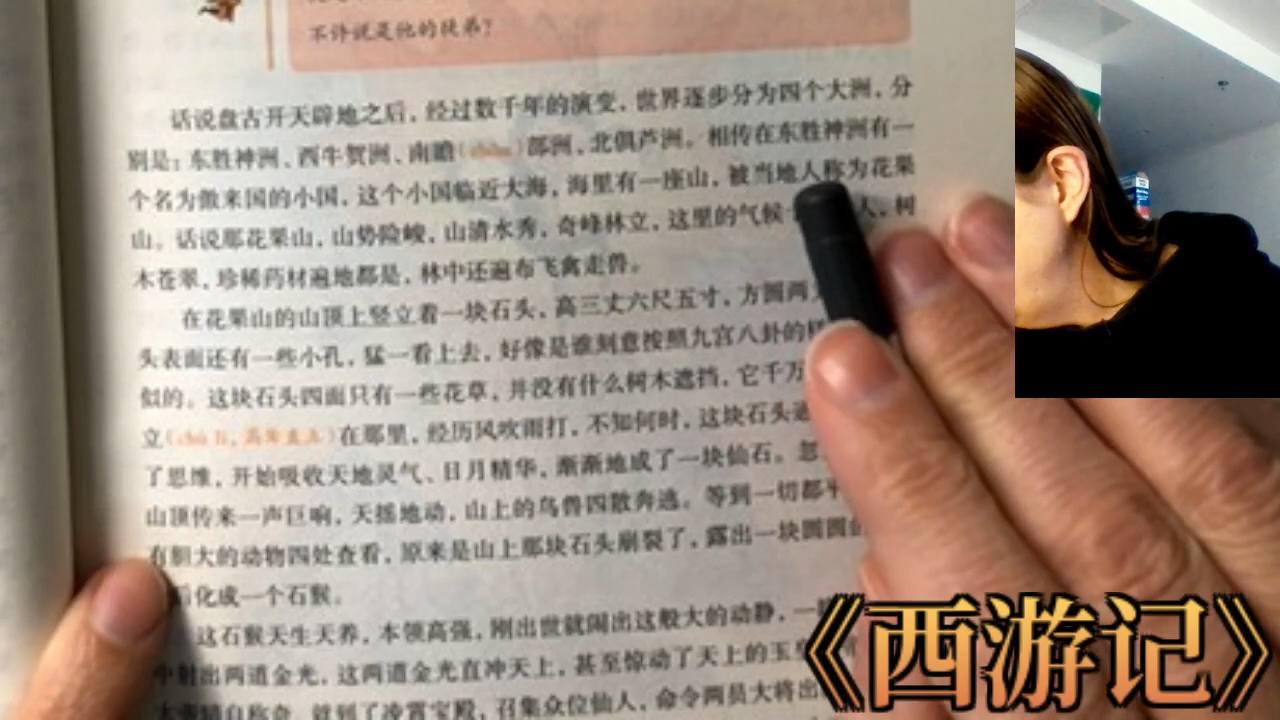 不许说是他的徒弟？
话说盘古开天辟地之后，经过数千年的演变，世界逐步分为四个大洲，分
别是：东胜神洲、西牛贺洲、南瞻（）部洲、北俱芦洲。相传在东胜神洲有一
个名为傲来国的小国，这个小国临近大海，海里有一座山，被当地人称为花果
山。话说那花果山，山势险峻，山清水秀，奇峰林立，这里的气候人，树
木苍翠，珍稀药材遍地都是，林中还遍布飞禽走兽。
在花果山的山顶上竖立着一块石头，高三丈六尺五寸，方圆两
头表面还有一些小孔，猛一看上去，好像是谁刻意按照九宫八卦的
似的。这块石头四面只有一些花草，并没有什么树木遮挡，它千万
立（chù lì，高耸直立）在那里，经历风吹雨打，不知何时，这块石头
了思维，开始吸收天地灵气、日月精华，渐渐地成了一块仙石。忽
山顶传来一声巨响，天摇地动，山上的鸟兽四散奔逃。等到一切都平
有胆大的动物四处查看，原来是山上那块石头崩裂了，露出一块圆圆
后化成一个石猴。
这石猴天生天养，本领高强，刚出世就闹出这般大的动静，一
中射出两道金光，这两道金光直冲天上，甚至惊动了天上的玉皇
就到了凌霄宝殿，召集众位仙人，命令两员大将出
《西游记》